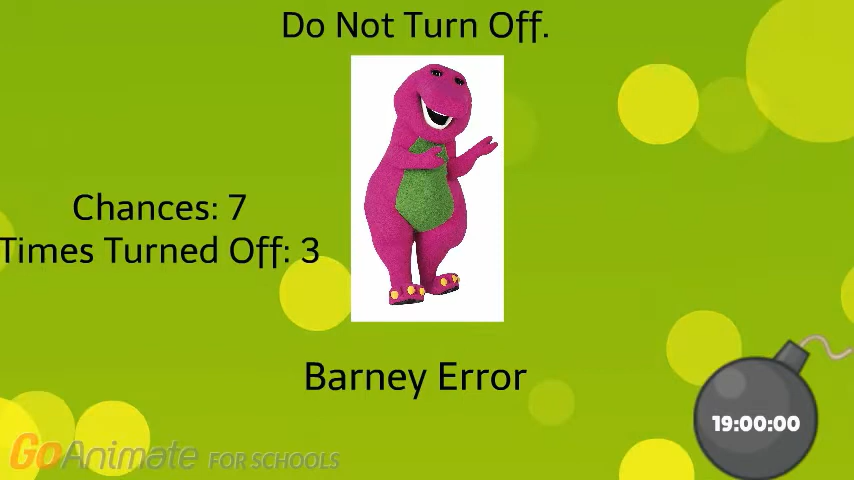 Do Not Turn Off.
Chances: 7
Times Turned Off: 3
Barney Error
19:00:00
GoAnimate FOR SCHOOLS